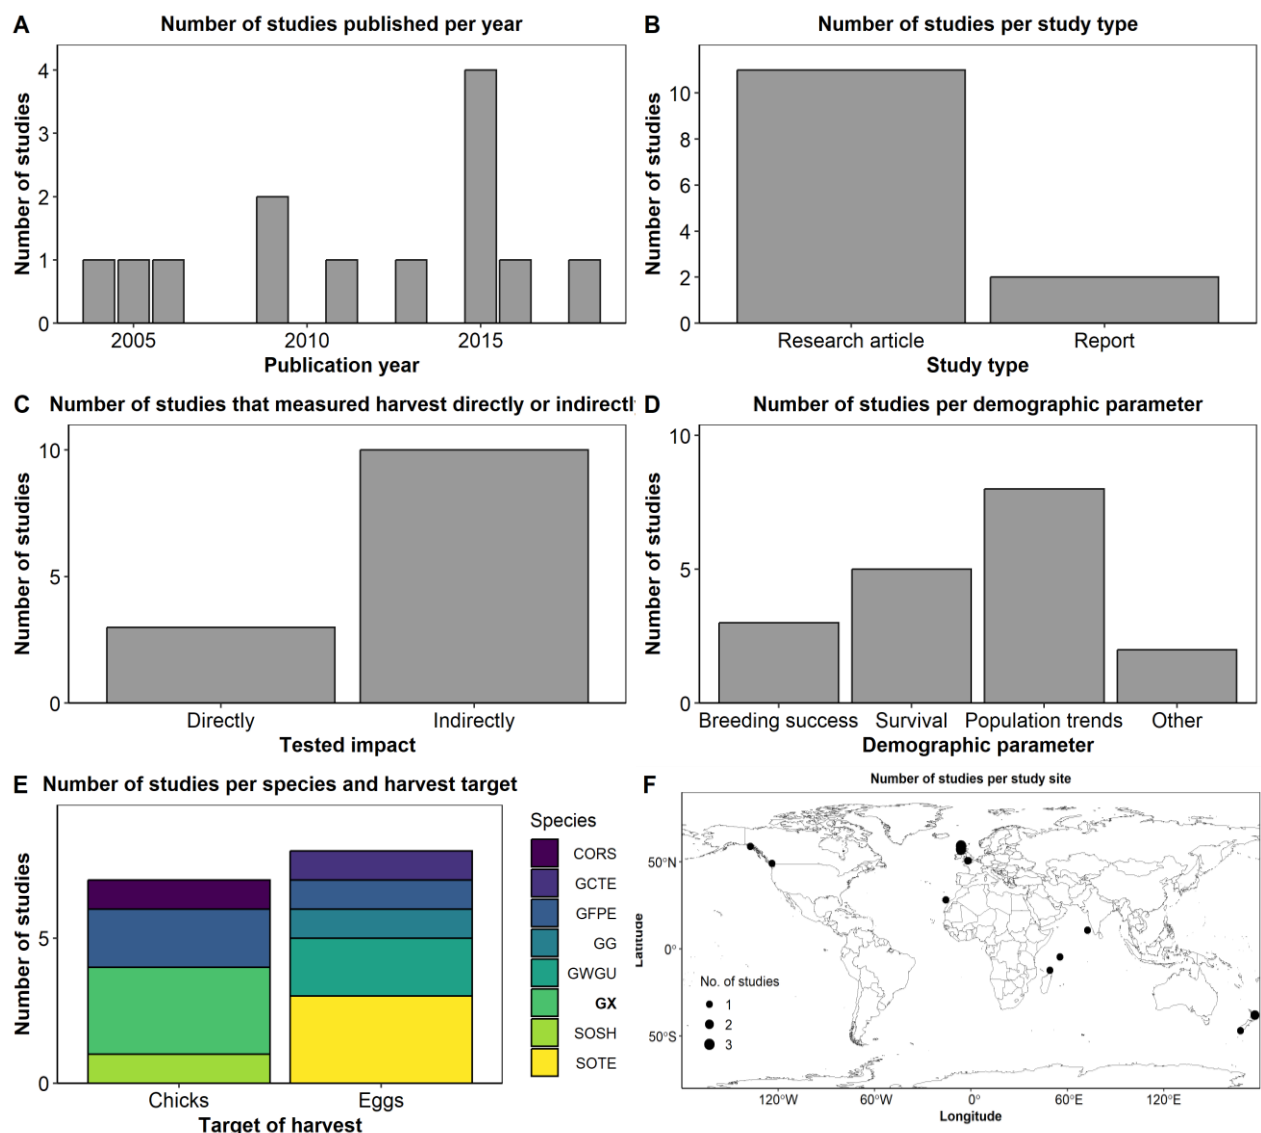 A Number of studies published per year
Number of studies
4
3
2
1
0
2005 2010 2015
Publication year
B Number of studies per study type
Number of studies
10
8
6
4
2
0
Research article Report
Study type
C Number of studies that measured harvest directly or indirectl
Number of studies
10
5
0
Directly Indirectly
Tested impact
D Number of studies per demographic parameter
Number of studies
10
5
0
Breeding success Survival Population trends Other
Demographic parameter
E Number of studies per species and harvest target
Number of studies
5
0
Chicks Eggs
Target of harvest
Species
CORS
GCTE
GFPE
GG
GWGU
GX
SOSH
SOTE
F Number of studies per study site
Latitude
50°N
0°
50°S
No. of studies
1
2
3
120°W 60°W 0° 60°E 120°E
Longitude